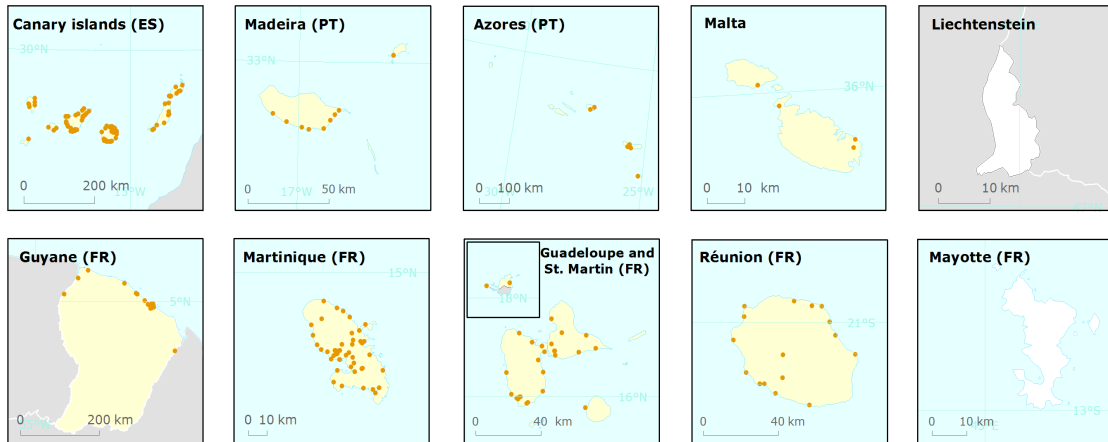 Canary islands (ES)
30°N
0 200 km
15°W
Madeira (PT)
33°N
0 50 km
17°W
Azores (PT)
0 100 km
30°W
25°W
Malta
36°N
0 10 km
Liechtenstein
0 10 km
Guyane (FR)
5°N
0 200 km
Martinique (FR)
15°N
0 10 km
Guadeloupe and
St. Martin (FR)
18°N
16°N
0 40 km
Réunion (FR)
21°S
0 40 km
Mayotte (FR)
0 10 km
13°S